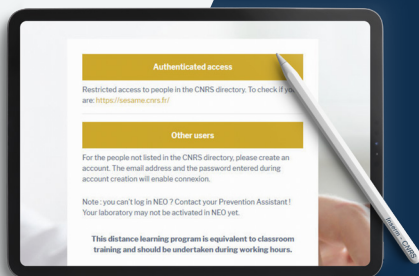 Authenticated access
Restricted access to people in the CNRS directory. To check if you
are: https://sesame.cnrs.fr/
Other users
For the people not listed in the CNRS directory, please create an
account. The email address and the password entered during
account creation will enable connexion.
Note : you can't log in NEO ? Contact your Prevention Assistant !
Your laboratory may not be activated in NEO yet.
This distance learning program is equivalent to classroom
training and should be undertaken during working hours.
Inserm - CNRS